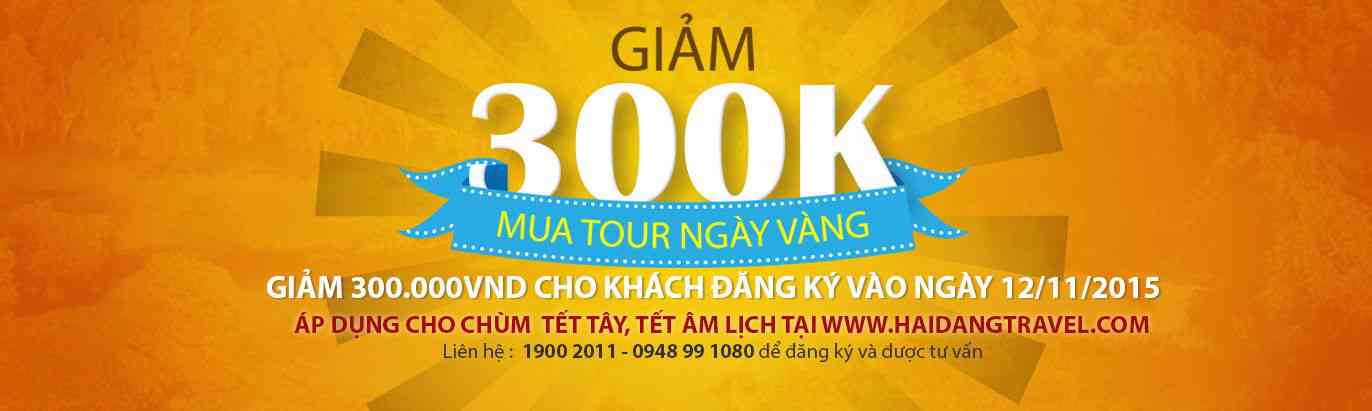 GIẢM
300K
MUA TOUR NGÀY VÀNG
GIẢM 300.000VND CHO KHÁCH ĐĂNG KÝ VÀO NGÀY 12/11/2015
ÁP DỤNG CHO CHÙM TẾT TÂY, TẾT ÂM LỊCH TẠI WWW.HAIDANGTRAVEL.COM
Liên hệ : 1900 2011 - 0948 99 1080 để đăng ký và được tư vấn